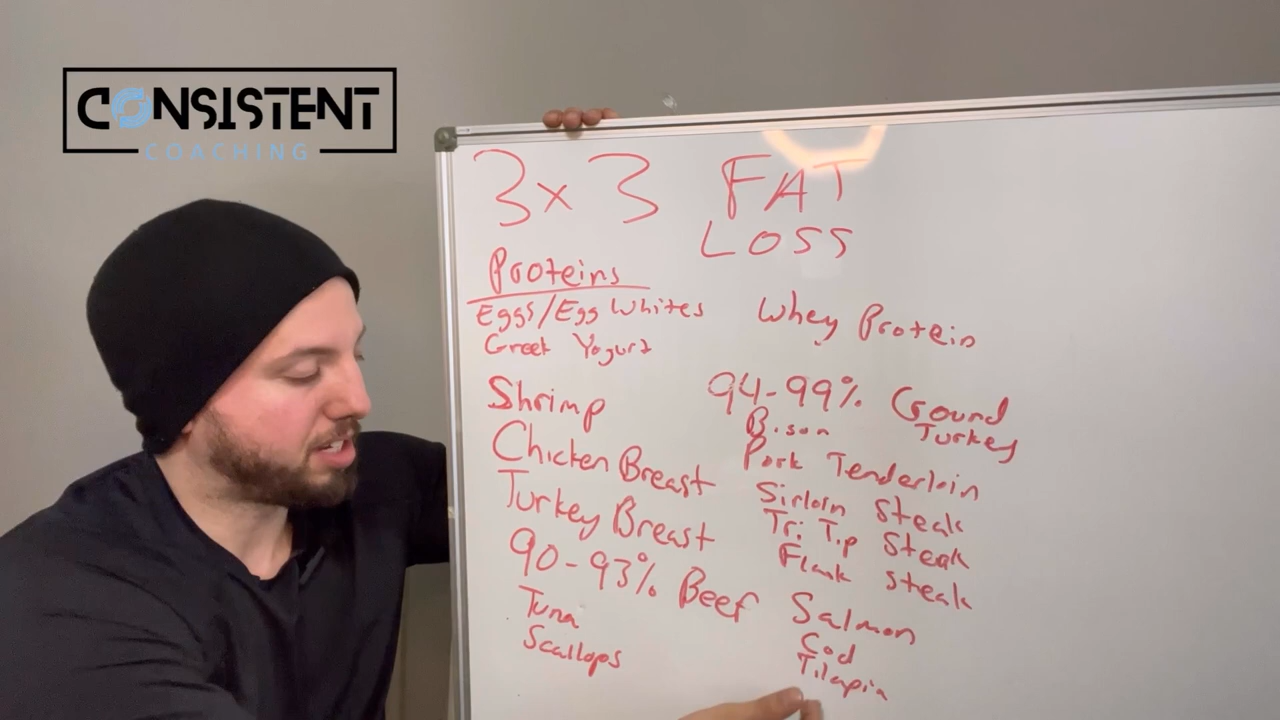 CONSISTENT
COACHING
3x3 FAT
LOSS
Proteins
Eggs/Egg Whites
Greek Yogurt
Shrimp
Chicken Breast
Turkey Breast
90-93% Beef
Tuna
Scallops
Whey Protein
94-99% Ground
Turkey
Bison
Pork Tenderloin
Sirloin Steak
Tri Tip Steak
Flank Steak
Salmon
Cod
Tilapia